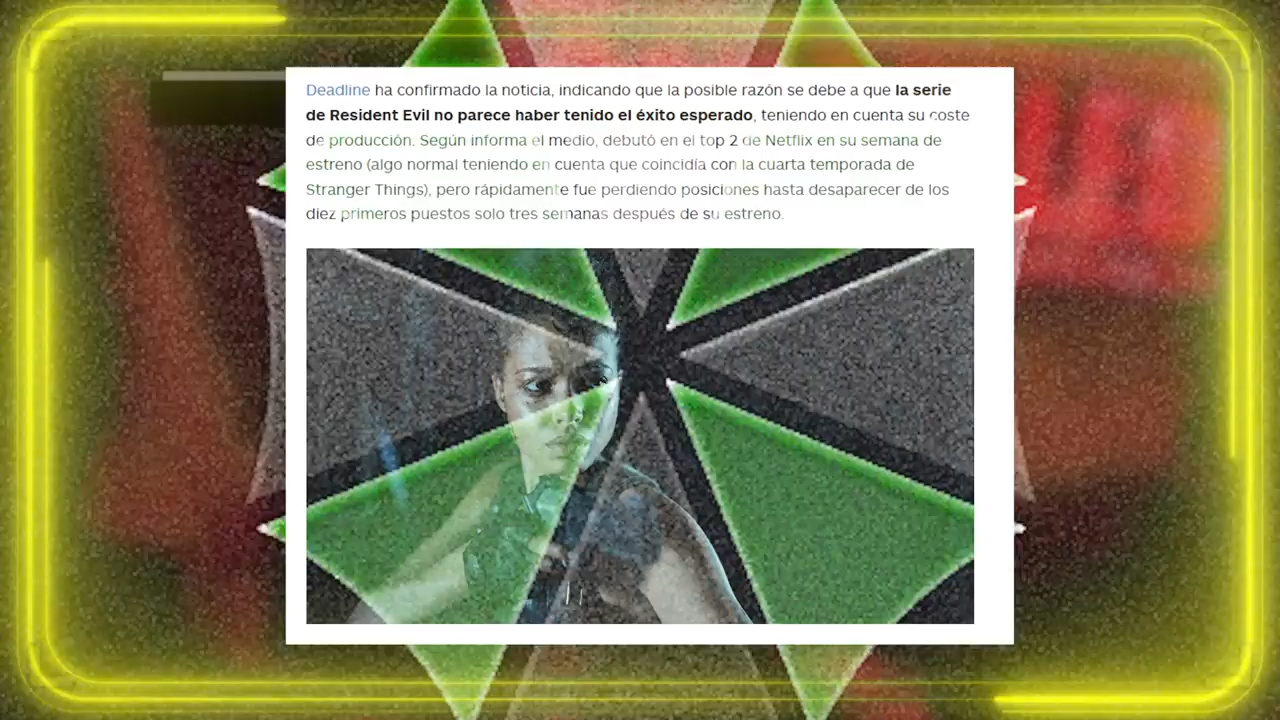 Deadline ha confirmado la noticia, indicando que la posible razón se debe a que la serie
de Resident Evil no parece haber tenido el éxito esperado, teniendo en cuenta su coste
de producción. Según informa el medio, debutó en el top 2 de Netflix en su semana de
estreno (algo normal teniendo en cuenta que coincidía con la cuarta temporada de
Stranger Things), pero rápidamente fue perdiendo posiciones hasta desaparecer de los
diez primeros puestos solo tres semanas después de su estreno.